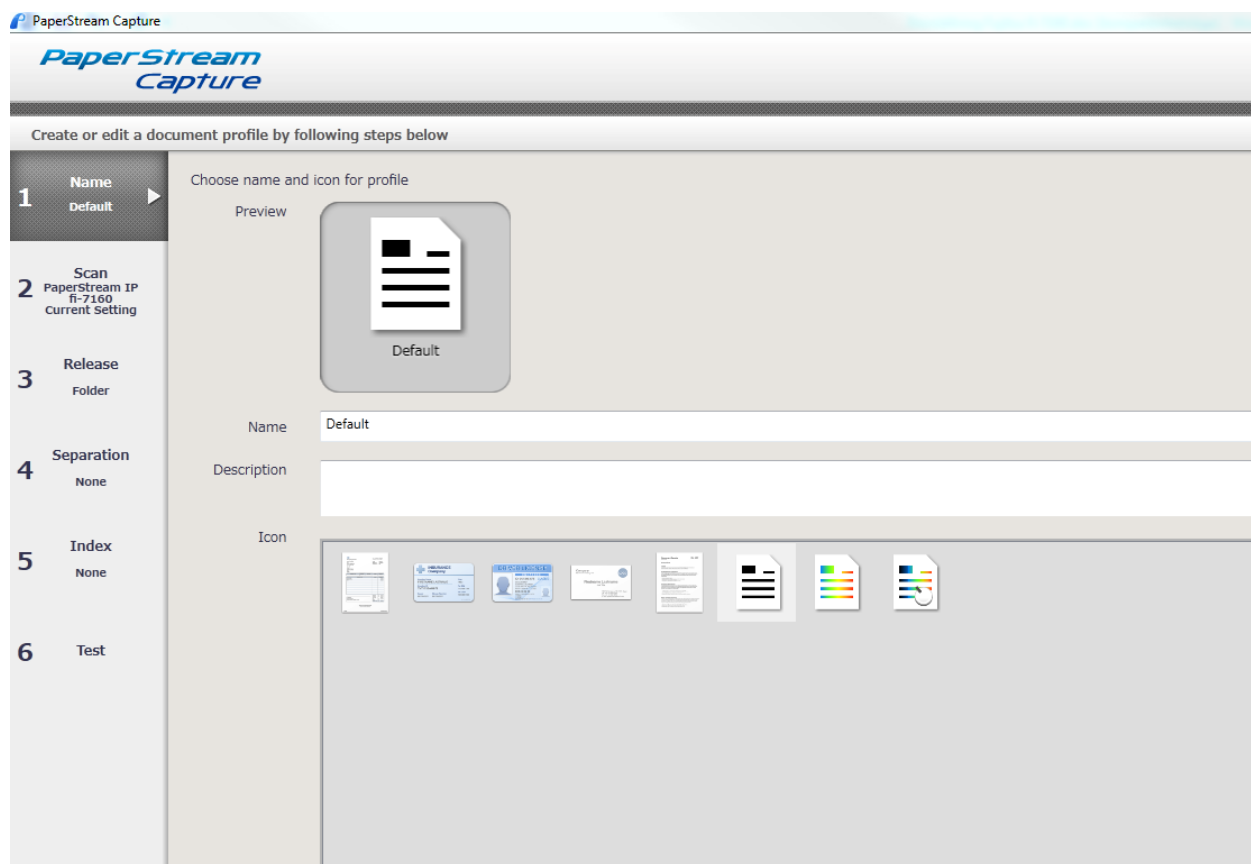 PaperStream Capture
PaperStream
Capture
Create or edit a document profile by following steps below
1
Name
Default
2
Scan
PaperStream IP
fi-7160
Current Setting
3
Release
Folder
4
Separation
None
5
Index
None
6
Test
Choose name and icon for profile
Preview
Default
Name
Default
Description
Icon
INSURANCE